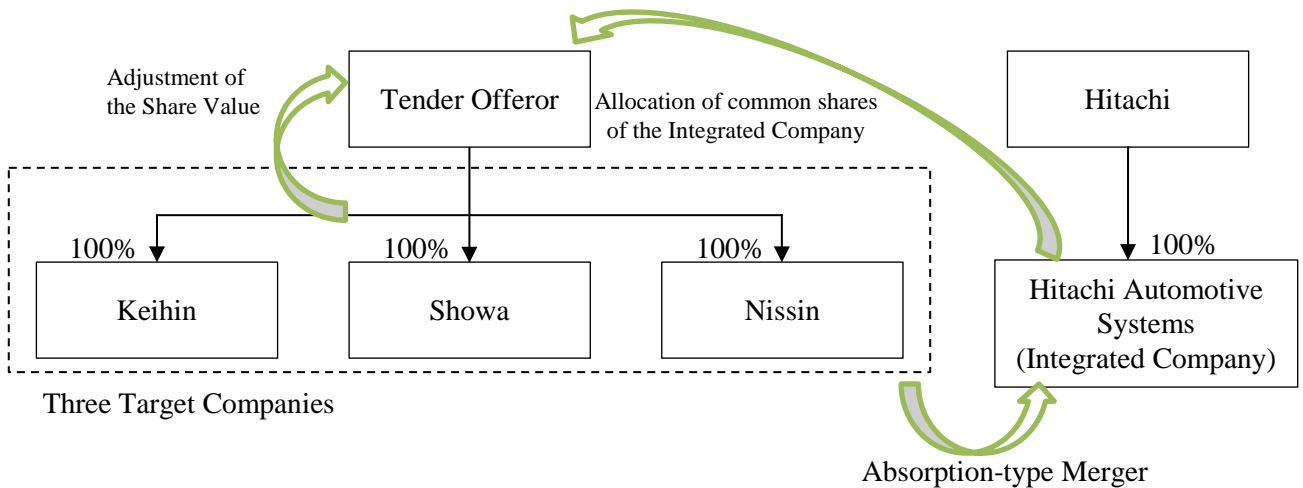 Adjustment of
the Share Value
Tender Offeror
Allocation of common shares
of the Integrated Company
Hitachi
100%
100%
100%
100%
Keihin
Showa
Nissin
Hitachi Automotive
Systems
(Integrated Company)
Three Target Companies
Absorption-type Merger